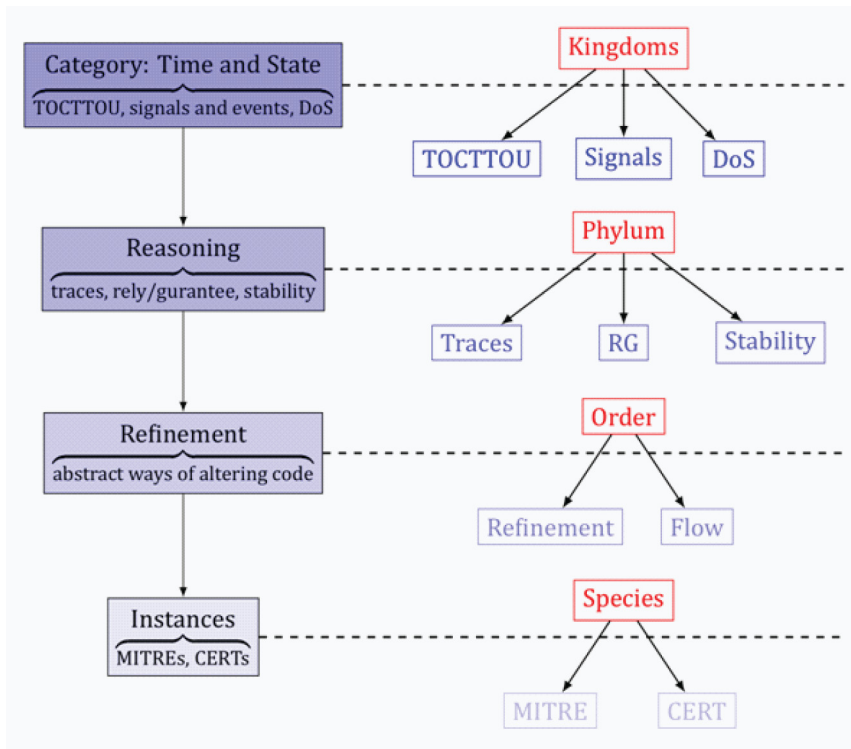 Category: Time and State
TOCTTOU, signals and events, DoS
Kingdoms
TOCTTOU
Signals
DoS
Reasoning
traces, rely/gurantee, stability
Phylum
Traces
RG
Stability
Refinement
abstract ways of altering code
Order
Refinement
Flow
Instances
MITREs, CERTs
Species
MITRE
CERT